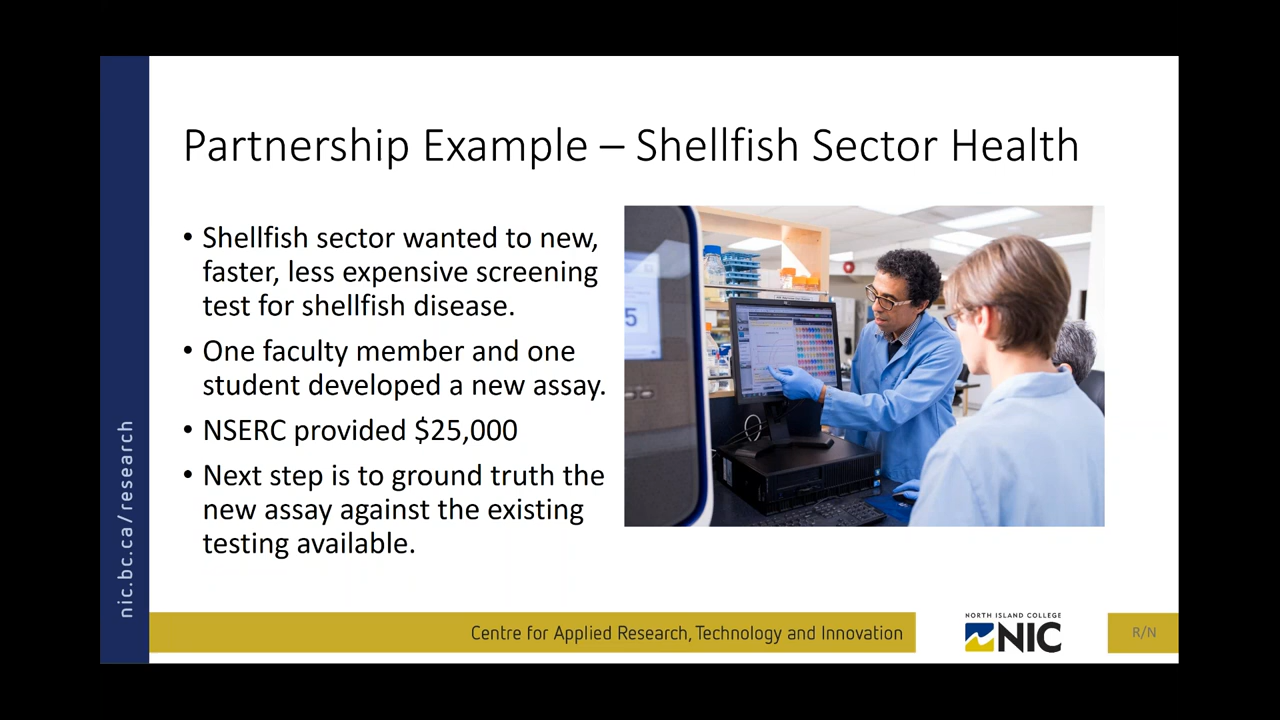 Partnership Example – Shellfish Sector Health
• Shellfish sector wanted to new,
faster, less expensive screening
test for shellfish disease.
• One faculty member and one
student developed a new assay.
• NSERC provided $25,000
• Next step is to ground truth the
new assay against the existing
testing available.
5
nic.bc.ca/research
Centre for Applied Research, Technology and Innovation
NORTH ISLAND COLLEGE
NIC
R/N